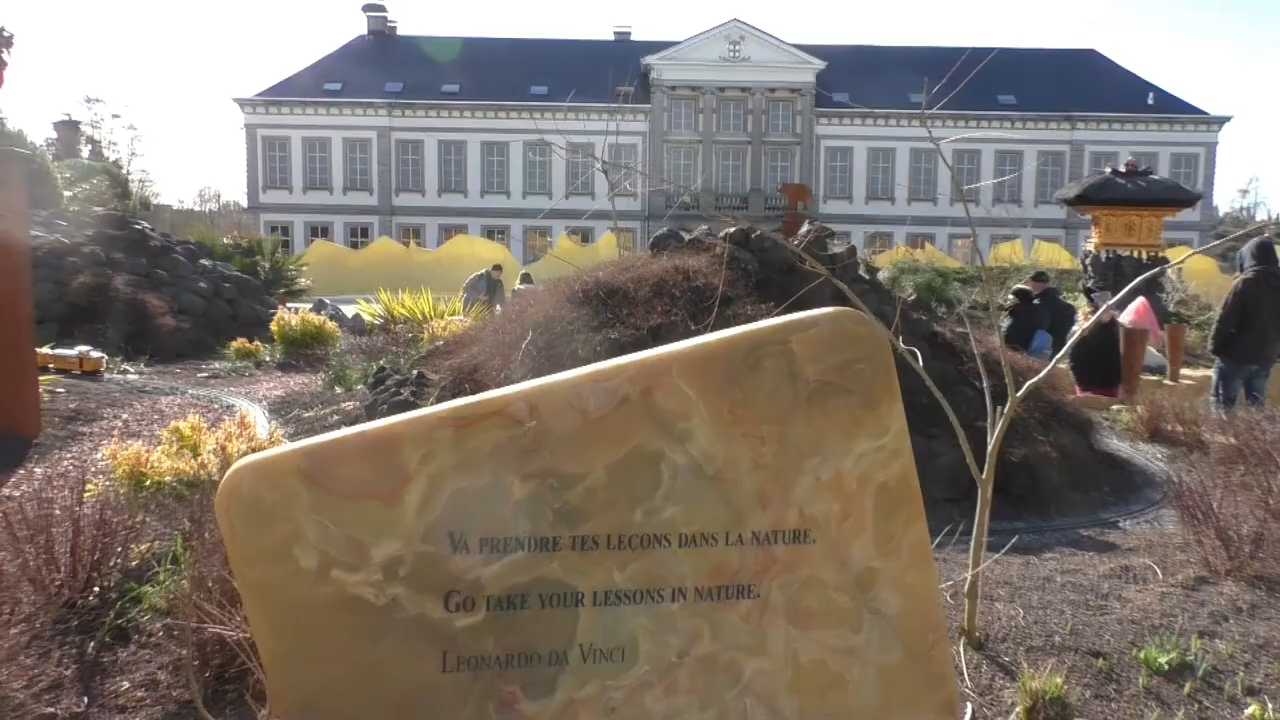 VA PRENDRE TES LEÇONS DANS LA NATURE.
GO TAKE YOUR LESSONS IN NATURE.
LEONARDO DA VINCI